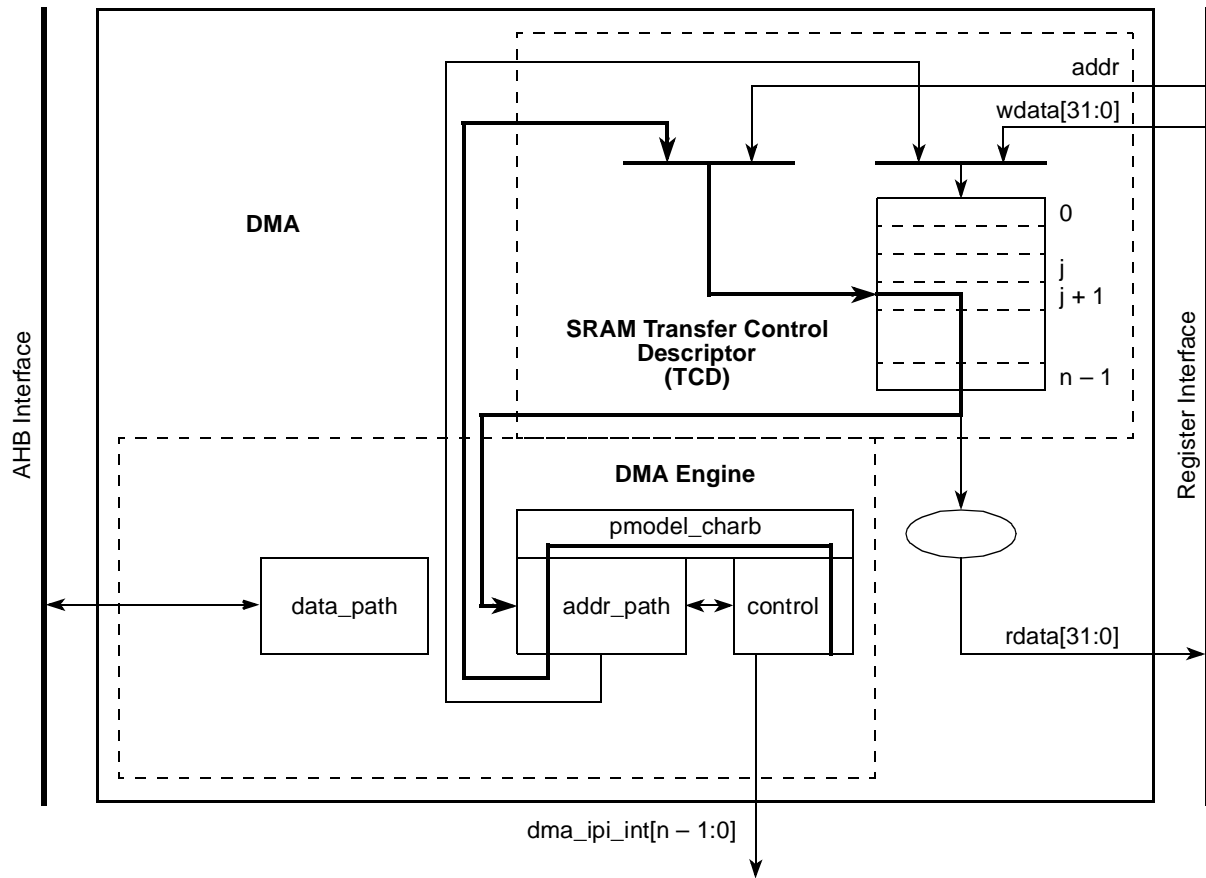 addr
wdata[31:0]
DMA
0
j
j + 1
n – 1
SRAM Transfer Control
Descriptor
(TCD)
AHB Interface
Register Interface
DMA Engine
pmodel_charb
data_path
addr_path
control
rdata[31:0]
dma_ipi_int[n – 1:0]